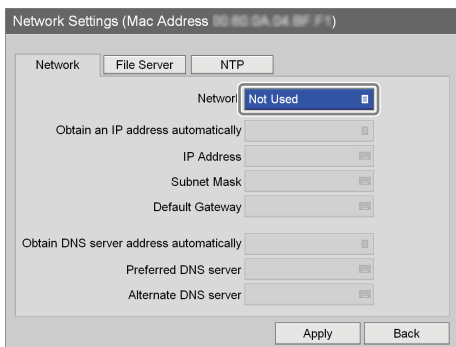 Network Settings (Mac Address )
Network File Server NTP
Network Not Used
Obtain an IP address automatically
IP Address
Subnet Mask
Default Gateway
Obtain DNS server address automatically
Preferred DNS server
Alternate DNS server
Apply Back